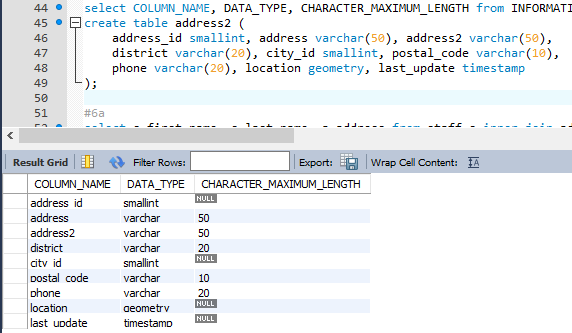 44 select COLUMN_NAME, DATA_TYPE, CHARACTER_MAXIMUM_LENGTH from INFORMATI
45 create table address2 (
46 address_id smallint, address varchar(50), address2 varchar(50),
47 district varchar(20), city_id smallint, postal_code varchar(10),
48 phone varchar(20), location geometry, last_update timestamp
49 );
50
51 #6a
Result Grid Filter Rows: Export: Wrap Cell Content:
COLUMN_NAME DATA_TYPE CHARACTER_MAXIMUM_LENGTH
address_id smallint NULL
address varchar 50
address2 varchar 50
district varchar 20
city_id smallint NULL
postal_code varchar 10
phone varchar 20
location geometry NULL
last_update timestamp NULL